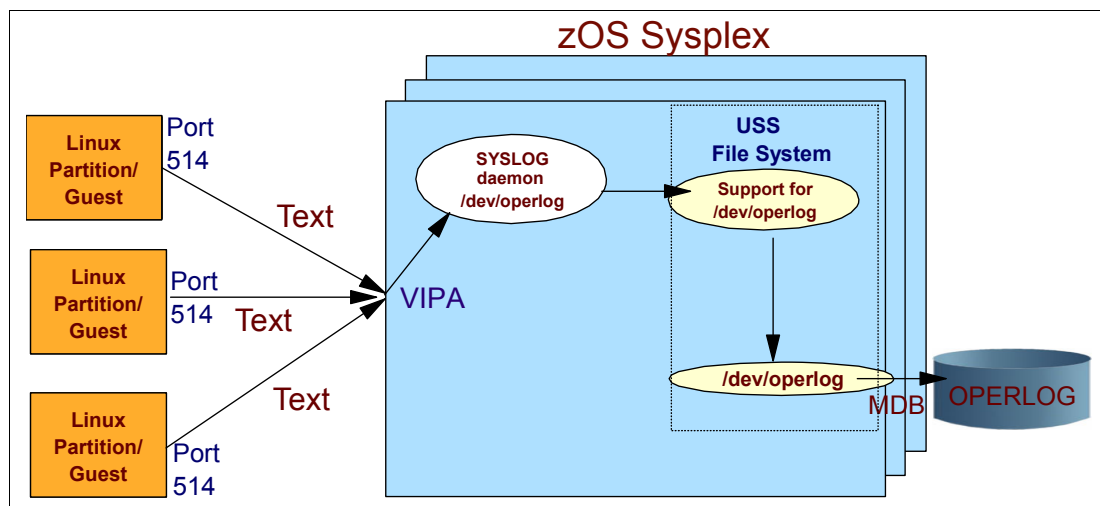 zOS Sysplex
Linux
Partition/
Guest
Port
514
Text
Linux
Partition/
Guest
Port
514
Text
Linux
Partition/
Guest
Port
514
Text
VIPA
SYSLOG
daemon
/dev/operlog
USS
File System
Support for
/dev/operlog
/dev/operlog
MDB
OPERLOG